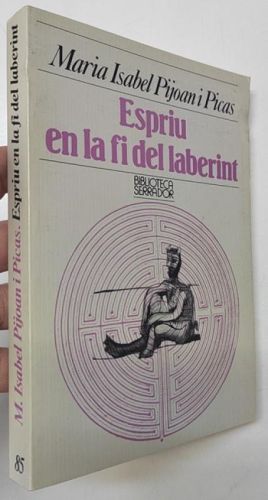 Maria Isabel Pijoan i Picas
Espriu
en la fi del laberint
BIBLIOTECA
SERRADOR
M. Isabel Pijoan i Picas. Espriu en la fi del laberint
85